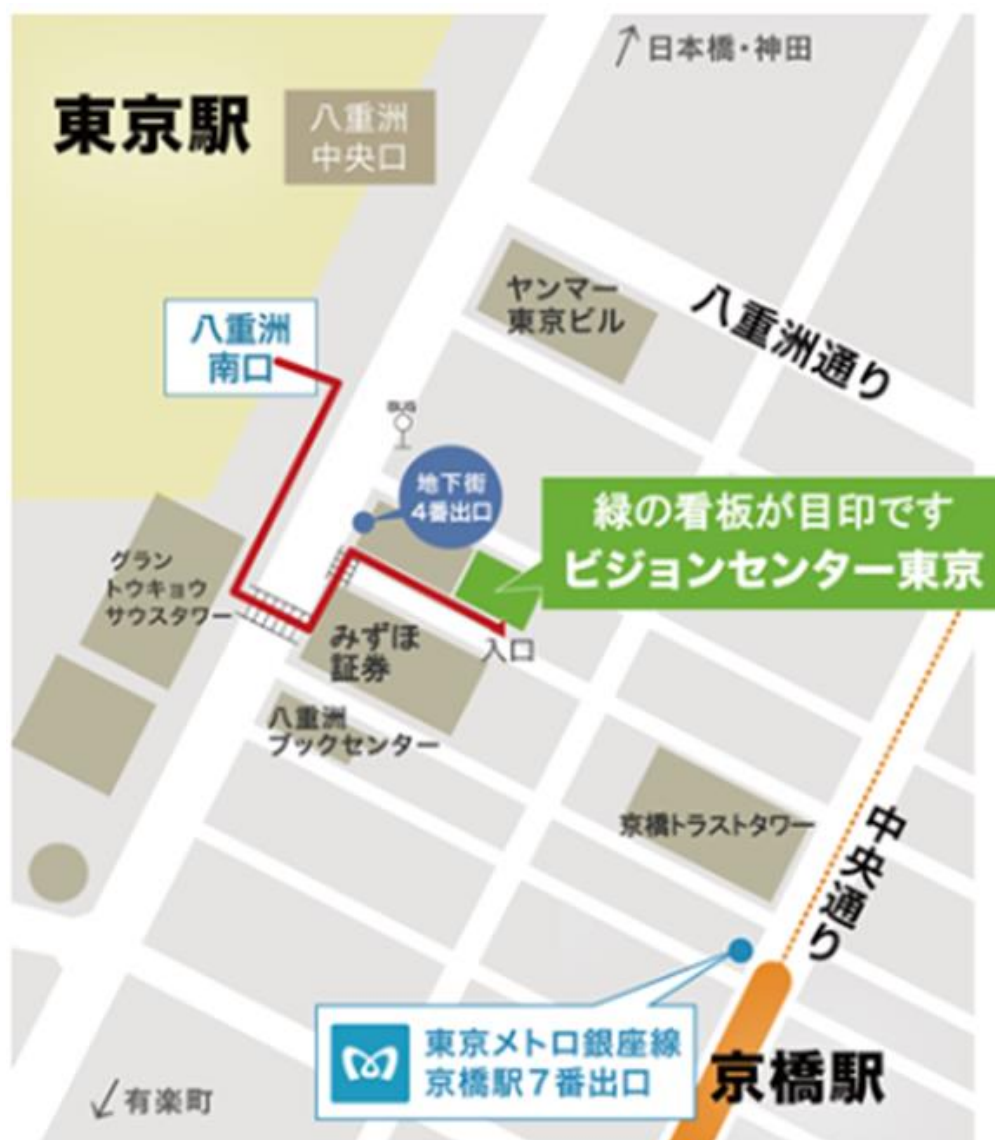 日本橋・神田
東京駅
八重洲
中央口
ヤンマー
東京ビル
八重洲通り
八重洲
南口
BUS
地下街
4番出口
緑の看板が目印です
ビジョンセンター東京
グラン
トウキョウ
サウスタワー
みずほ
証券
入口
八重洲
ブックセンター
京橋トラストタワー
中央通り
東京メトロ銀座線
京橋駅7番出口
京橋駅
有楽町